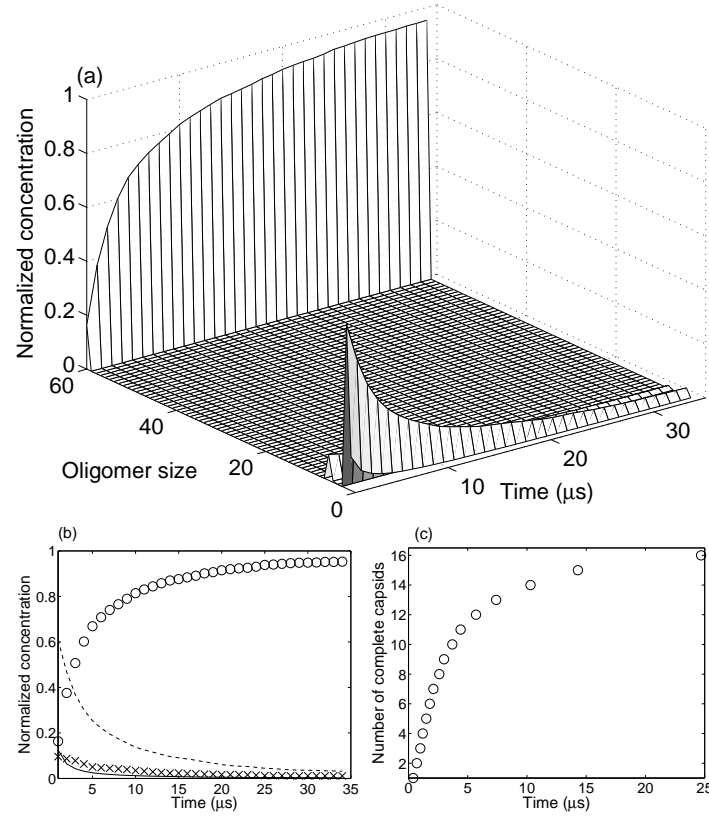 (a)
1
0.8
0.6
0.4
0.2
0
Normalized concentration
60
40
20
0
Oligomer size
10
20
30
Time (μs)
(b)
1
0.8
0.6
0.4
0.2
0
Normalized concentration
5 10 15 20 25 30 35
Time (μs)
(c)
16
14
12
10
8
6
4
2
Number of complete capsids
0 5 10 15 20 25
Time (μs)